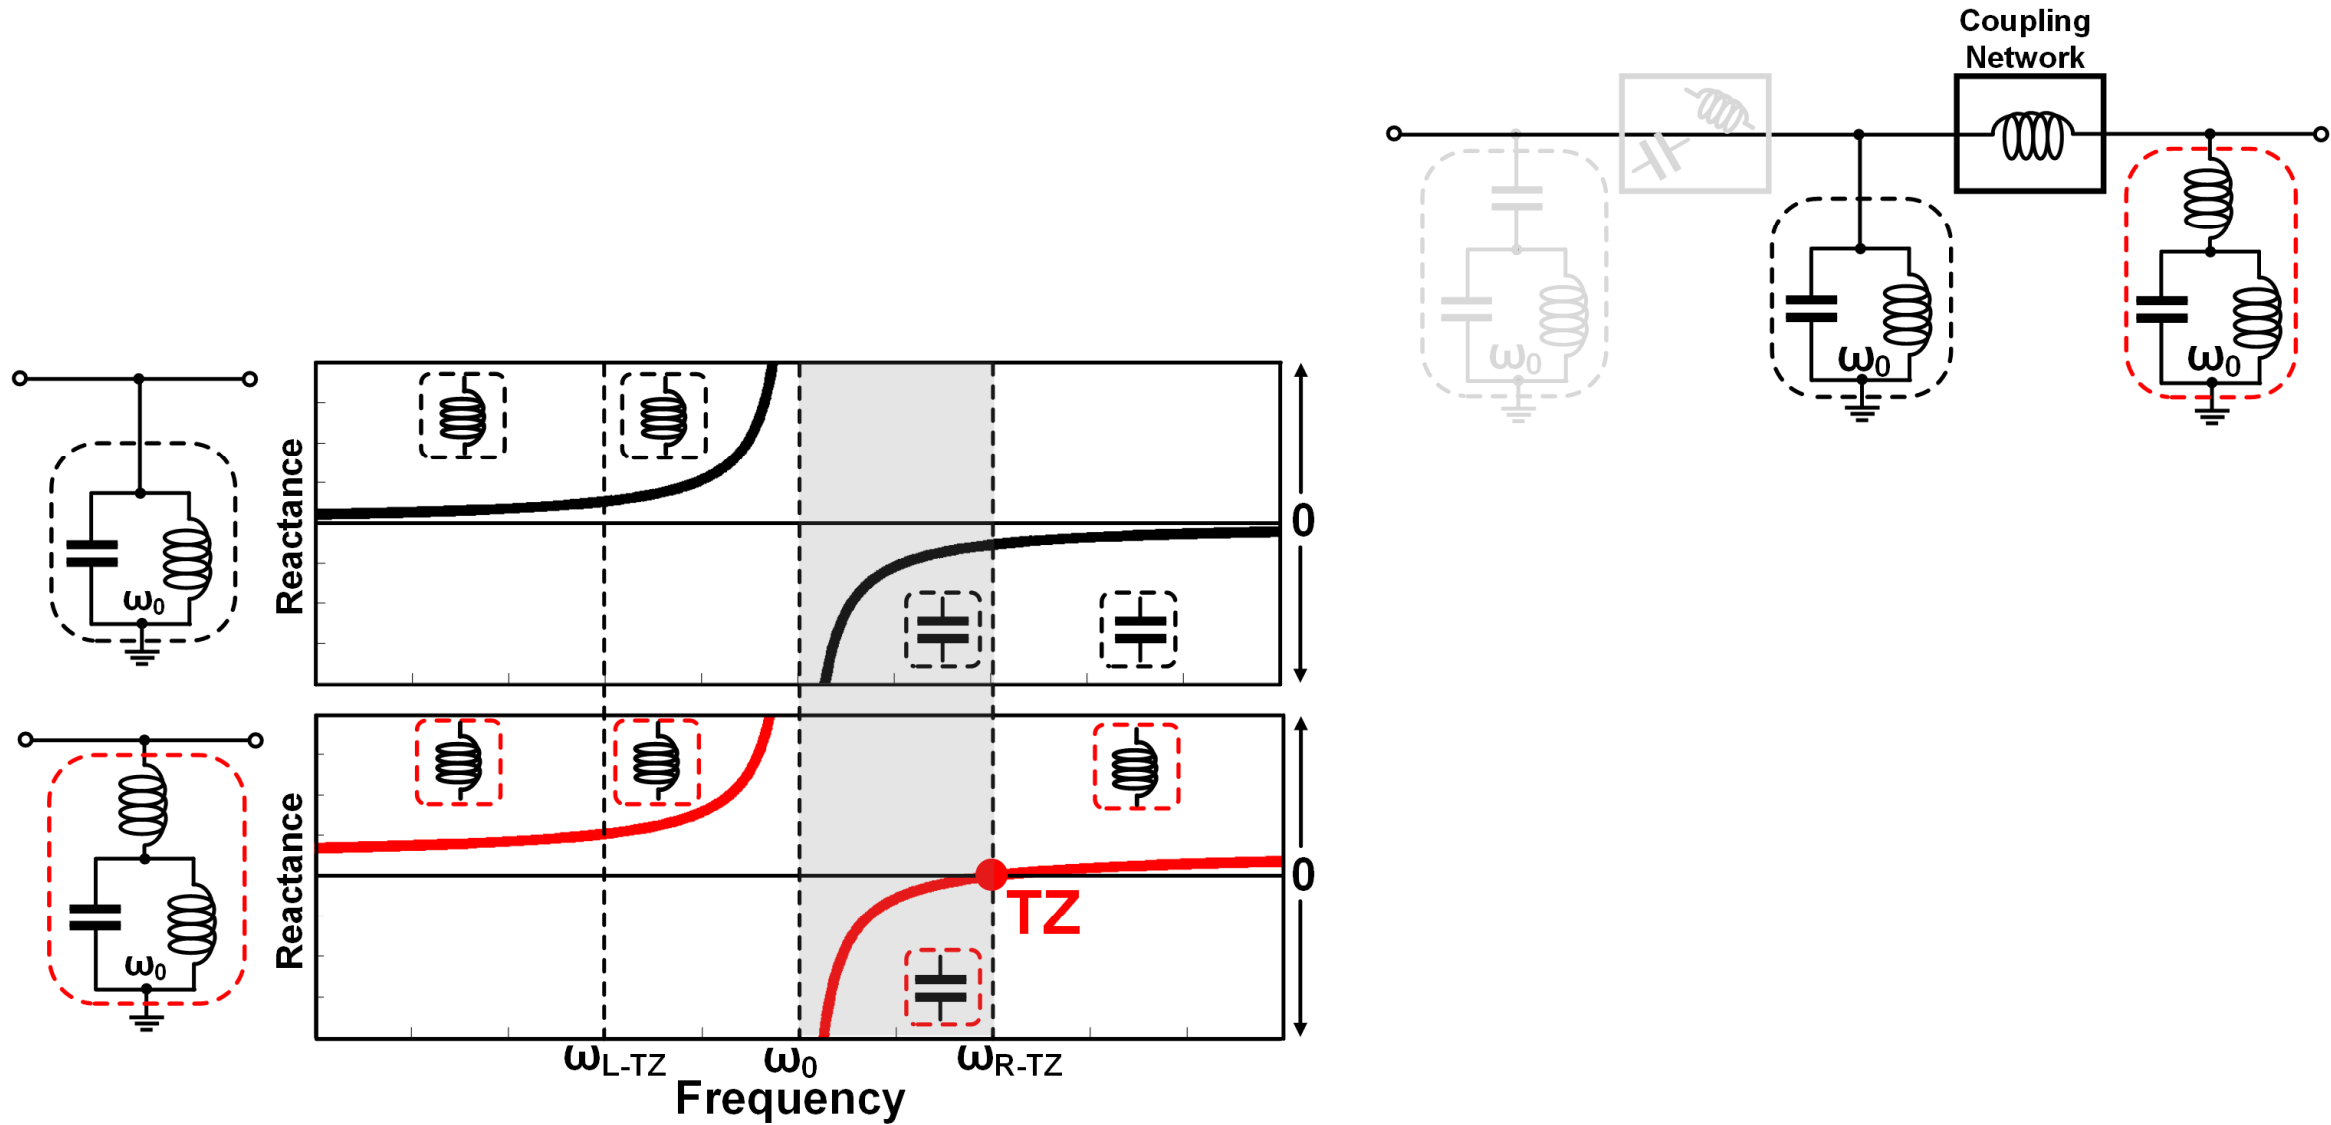 Coupling
Network
ω0
ω0
ω0
ω0
Reactance
0
ω0
Reactance
0
TZ
ωL-TZ
ω0
ωR-TZ
Frequency